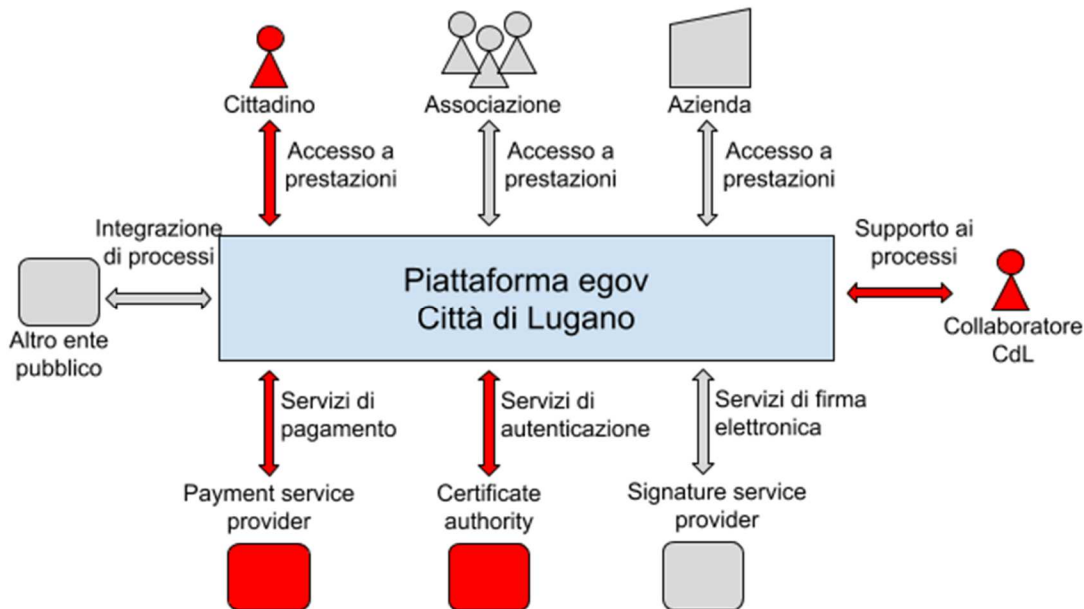 Cittadino
Associazione
Azienda
Accesso a
prestazioni
Accesso a
prestazioni
Accesso a
prestazioni
Integrazione
di processi
Supporto ai
processi
Piattaforma egov
Città di Lugano
Altro ente
pubblico
Collaboratore
CdL
Servizi di
pagamento
Servizi di
autenticazione
Servizi di firma
elettronica
Payment service
provider
Certificate
authority
Signature service
provider